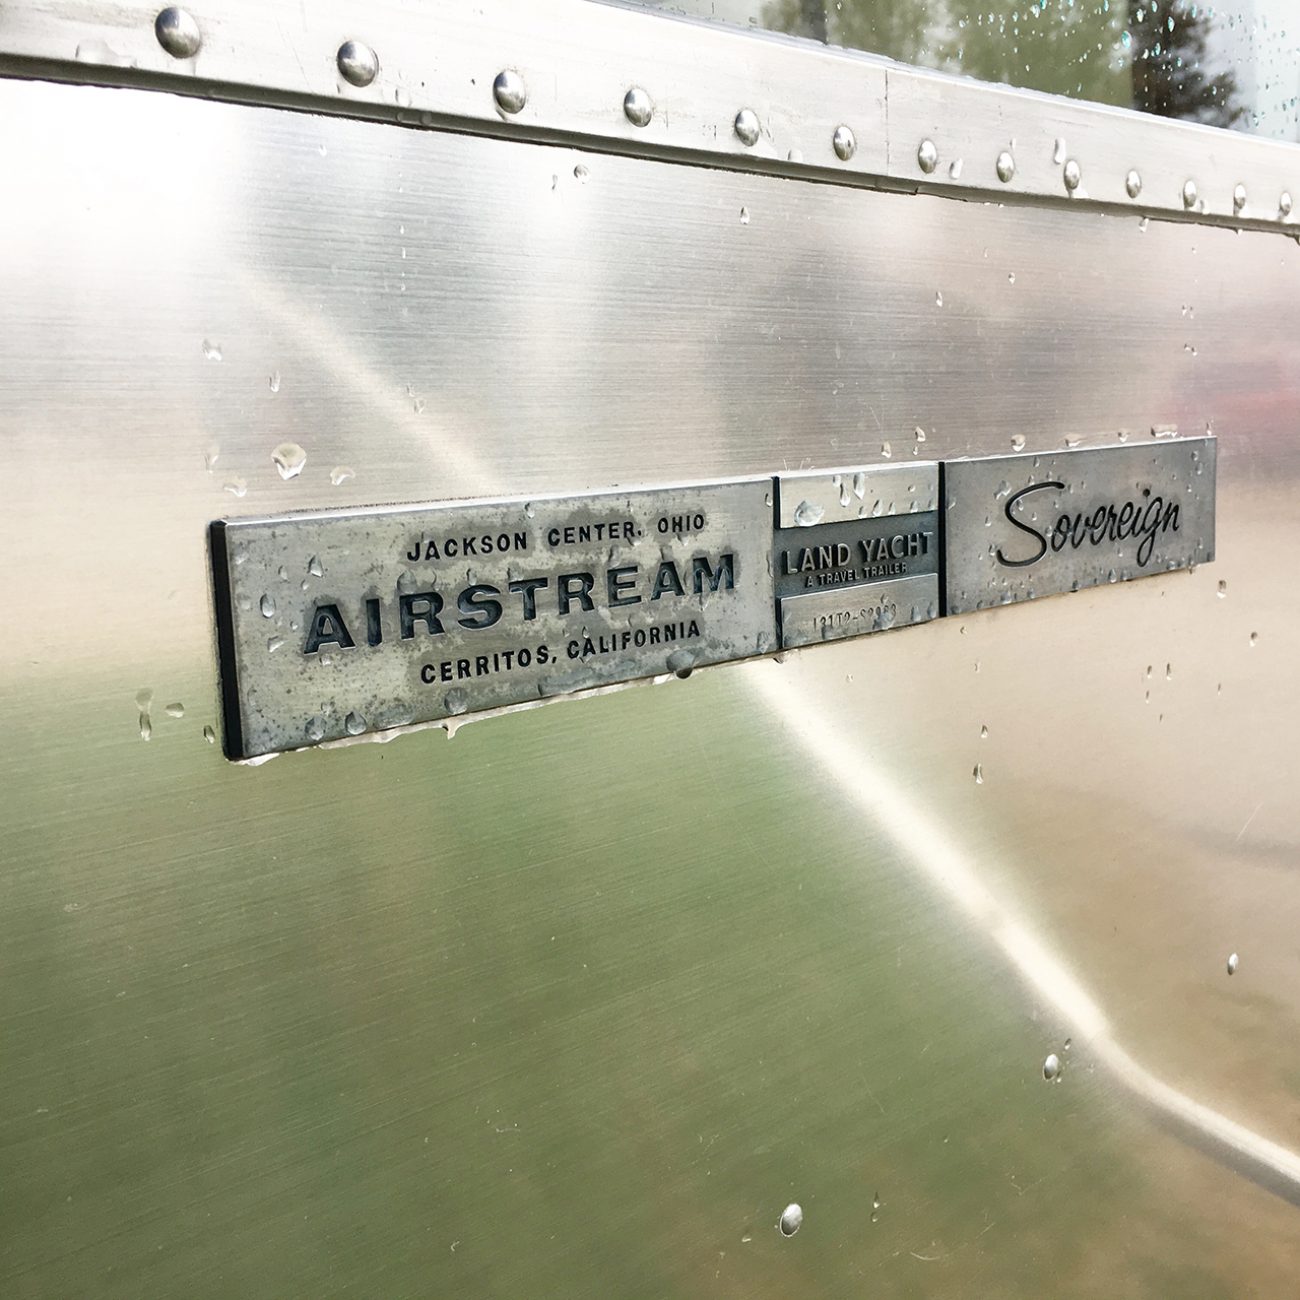 JACKSON CENTER, OHIO
AIRSTREAM
CERRITOS, CALIFORNIA
LAND YACHT
A TRAVEL TRAILER
Sovereign